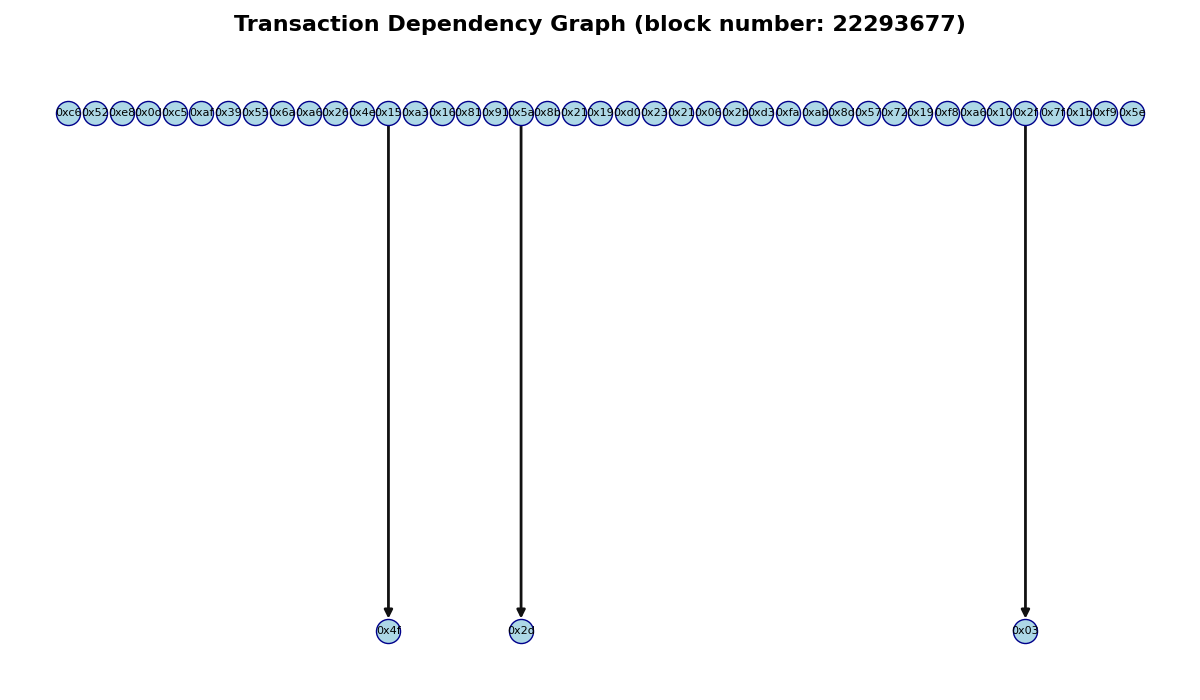 Transaction Dependency Graph (block number: 22293677)
0xc6 0x52 0xe8 0x0d 0xc5 0xaf 0x39 0x55 0x6a 0xa6 0x26 0x4e 0x15 0xa3 0x16 0x81 0x91 0x5a 0x8b 0x21 0x19 0xd0 0x23 0x21 0x06 0x2b 0xd3 0xfa 0xab 0x8d 0x57 0x72 0x19 0xf8 0xa6 0x10 0x2f 0x7f 0x1b 0xf9 0x5e
0x4f 0x2d 0x03